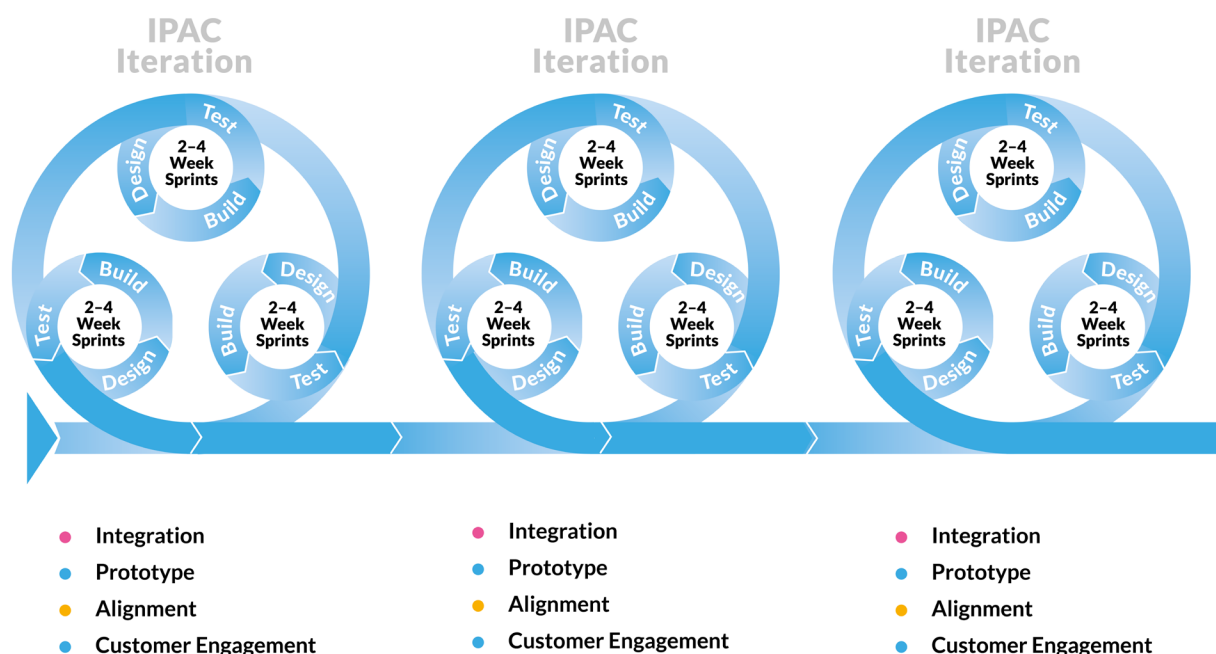 IPAC
Iteration
Test
Design
2–4
Week
Sprints
Build
Build
Test
2–4
Week
Sprints
Design
Design
Build
2–4
Week
Sprints
Test
IPAC
Iteration
Test
Design
2–4
Week
Sprints
Build
Build
Test
2–4
Week
Sprints
Design
Design
Build
2–4
Week
Sprints
Test
IPAC
Iteration
Test
Design
2–4
Week
Sprints
Build
Build
Test
2–4
Week
Sprints
Design
Design
Build
2–4
Week
Sprints
Test
Integration
Prototype
Alignment
Customer Engagement
Integration
Prototype
Alignment
Customer Engagement
Integration
Prototype
Alignment
Customer Engagement